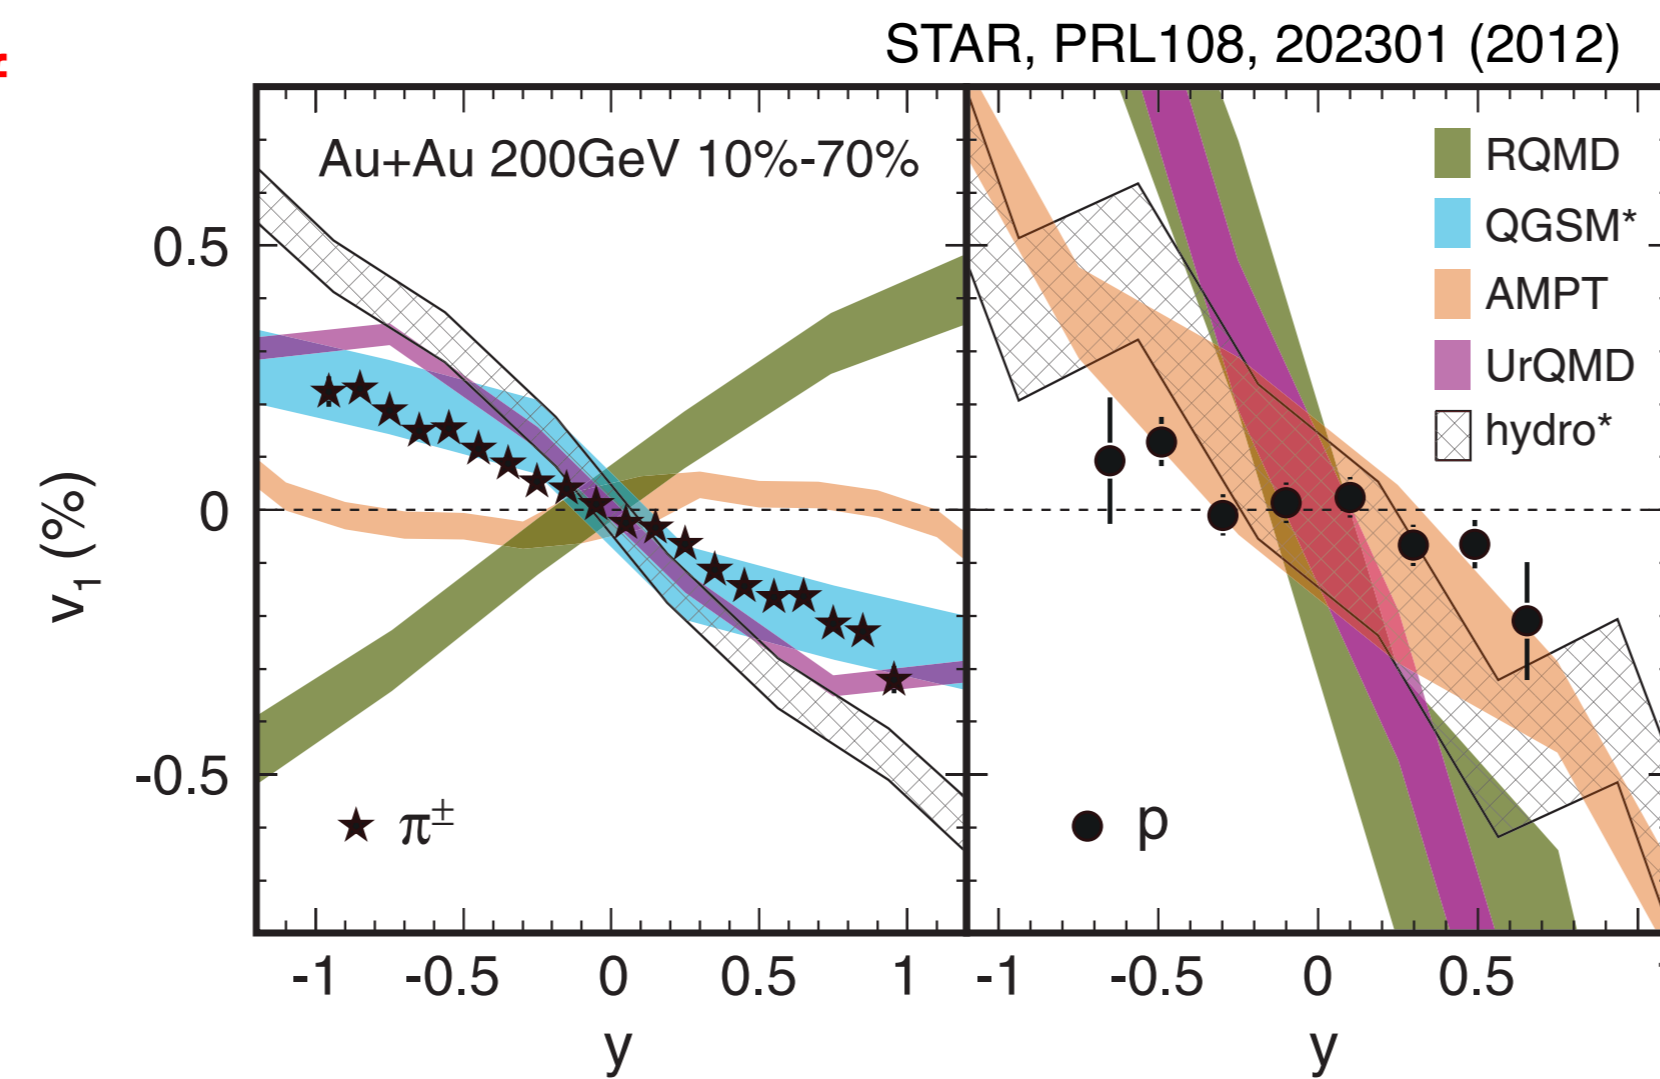 STAR, PRL108, 202301 (2012)
Au+Au 200GeV 10%-70%
RQMD
QGSM*
AMPT
UrQMD
hydro*
0.5
0
-0.5
v₁ (%)
π±
p
-1 -0.5 0 0.5 1
-1 -0.5 0 0.5
y
y